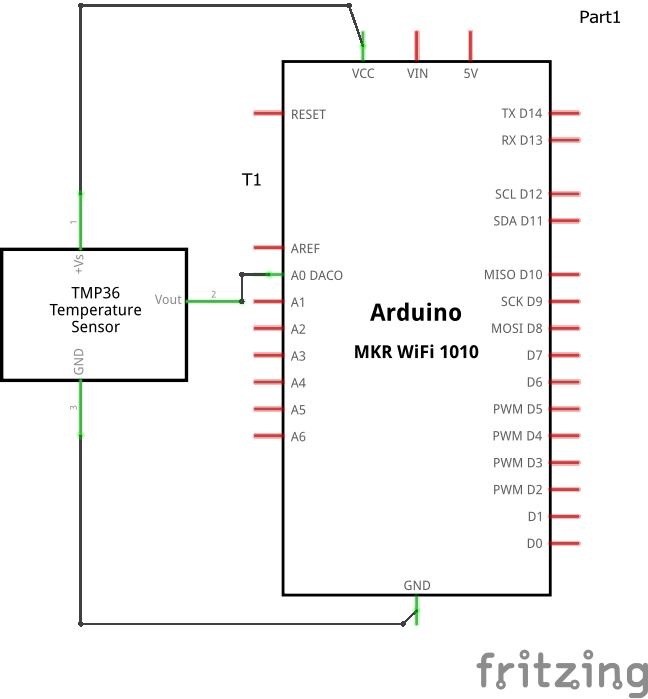 Part1
VCC
VIN
5V
RESET
TX D14
RX D13
T1
SCL D12
SDA D11
1
+Vs
AREF
A0 DACO
MISO D10
TMP36
Temperature
Sensor
Vout
2
A1
SCK D9
Arduino
A2
MOSI D8
MKR WiFi 1010
GND
A3
D7
A4
D6
3
A5
PWM D5
A6
PWM D4
PWM D3
PWM D2
D1
D0
GND
fritzing